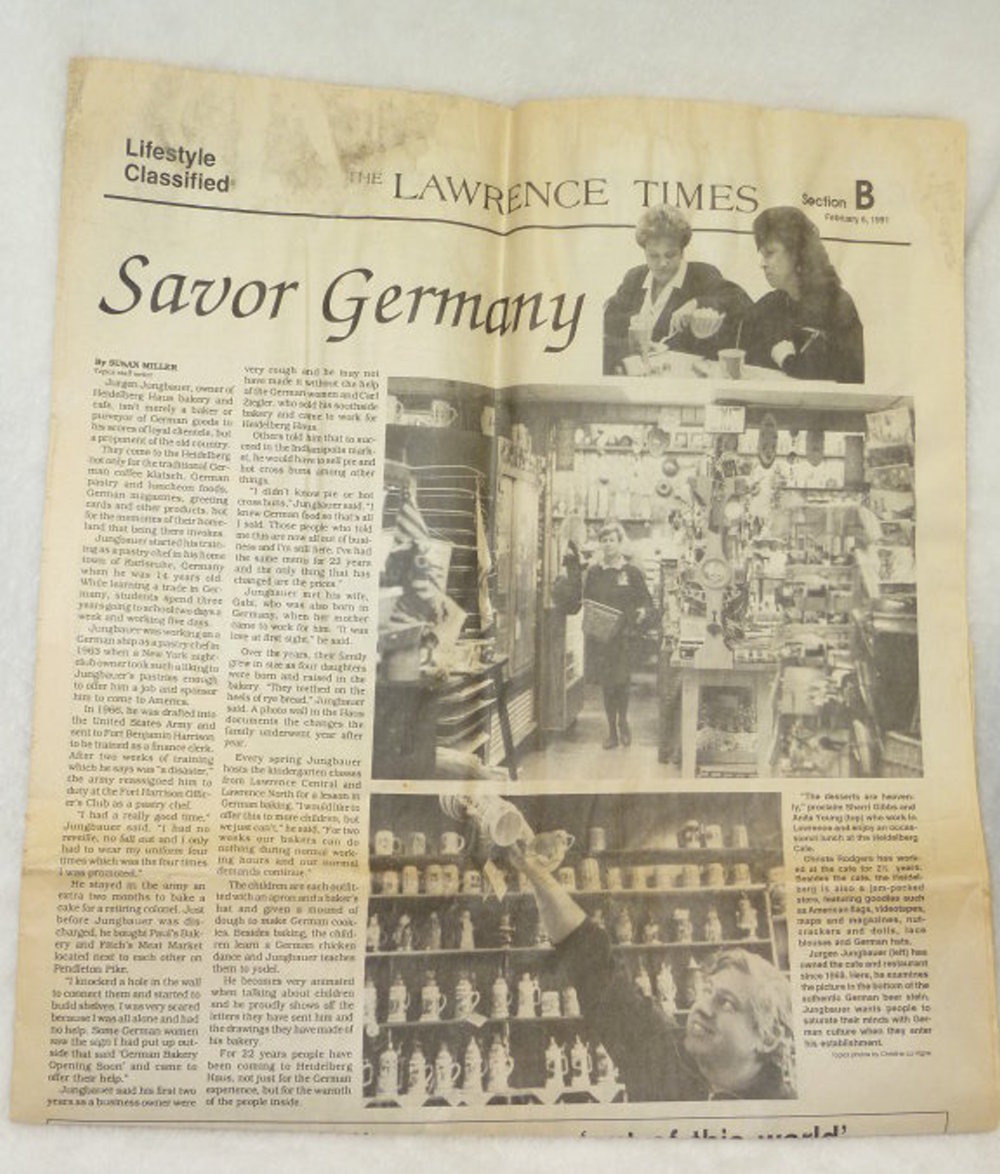 Lifestyle
Classified
THE LAWRENCE TIMES
Section B
February 6, 1991
Savor Germany
By SUSAN MILLER
Topics staff writer
Jurgen Jungbauer, owner of
Heidelberg Haus bakery and
cafe, isn't merely a baker or
purveyor of German goods to
his scores of loyal clientele, but
a proponent of the old country.
They come to the Heidelberg
not only for the traditional Ger-
man coffee klatsch, German
pastry and luncheon foods,
German magazines, greeting
cards and other products, but
for the memories of their home-
land that being there invokes.
Jungbauer started his train-
ing as a pastry chef in his home
town of Karlsruhe, Germany
when he was 14 years old.
While learning a trade in Ger-
many, students spend three
years going to school two days a
week and working five days.
Jungbauer was working on a
German ship as a pastry chef in
1963 when a New York night-
club owner took such a liking to
Jungbauer's pastries enough
to offer him a job and sponsor
him to come to America.
In 1966, he was drafted into
the United States Army and
sent to Fort Benjamin Harrison
to be trained as a finance clerk.
After two weeks of training
which he says was "a disaster,"
the army reassigned him to
duty at the Fort Harrison Offic-
er's Club as a pastry chef.
"I had a really good time,"
Jungbauer said. "I had no
reveille, no fall out and I only
had to wear my uniform four
times which was the four times
I was promoted."
He stayed in the army an
extra two months to bake a
cake for a retiring colonel. Just
before Jungbauer was dis-
charged, he bought Paul's Bak-
ery and Fitch's Meat Market
located next to each other on
Pendleton Pike.
"I knocked a hole in the wall
to connect them and started to
build shelves. I was very scared
because I was all alone and had
no help. Some German women
saw the sign I had put up out-
side that said 'German Bakery
Opening Soon' and came to
offer their help."
Jungbauer said his first two
years as a business owner were
very rough and he may not
have made it without the help
of the German women and Carl
Ziegler, who sold his southside
bakery and came to work for
Heidelberg Haus.
Others told him that to suc-
ceed in the Indianapolis mark-
et, he would have to sell pie and
hot cross buns among other
things.
"I didn't know pie or hot
cross buns," Jungbauer said. "I
knew German food so that's all
I sold. Those people who told
me this are now all out of busi-
ness and I'm still here. I've had
the same menu for 22 years
and the only thing that has
changed are the prices."
Jungbauer met his wife,
Gabi, who was also born in
Germany, when her mother
came to work for him. "It was
love at first sight," he said.
Over the years, their family
grew in size as four daughters
were born and raised in the
bakery. "They teethed on the
heels of rye bread," Jungbauer
said. A photo wall in the Haus
documents the changes the
family underwent year after
year.
Every spring Jungbauer
hosts the kindergarten classes
from Lawrence Central and
Lawrence North for a lesson in
German baking. "I would like to
offer this to more children, but
we just can't," he said. "For two
weeks our bakers can do
nothing during normal work-
ing hours and our normal
demands continue."
The children are each outfit-
ted with an apron and a baker's
hat and given a mound of
dough to make German cook-
ies. Besides baking, the child-
ren learn a German chicken
dance and Jungbauer teaches
them to yodel.
He becomes very animated
when talking about children
and he proudly shows off the
letters they have sent him and
the drawings they have made of
his bakery.
For 22 years people have
been coming to Heidelberg
Haus, not just for the German
experience, but for the warmth
of the people inside.
"The desserts are heaven-
ly," proclaim Sherri Gibbs and
Anita Young (top) who work in
Lawrence and enjoy an occas-
sional lunch at the Heidelberg
Cafe.
Christa Rodgers has work-
ed at the cafe for 2½ years.
Besides the cafe, the Heidel-
berg is also a jam-packed
store, featuring goodies such
as American flags, videotapes,
maps and magazines, nut-
crackers and dolls, lace
blouses and German hats.
Jurgen Jungbauer (left) has
owned the cafe and restaurant
since 1968. Here, he examines
the picture in the bottom of the
authentic German beer stein.
Jungbauer wants people to
saturate their minds with Ger-
man culture when they enter
his establishment.
Topics photos by Christine
of this world'